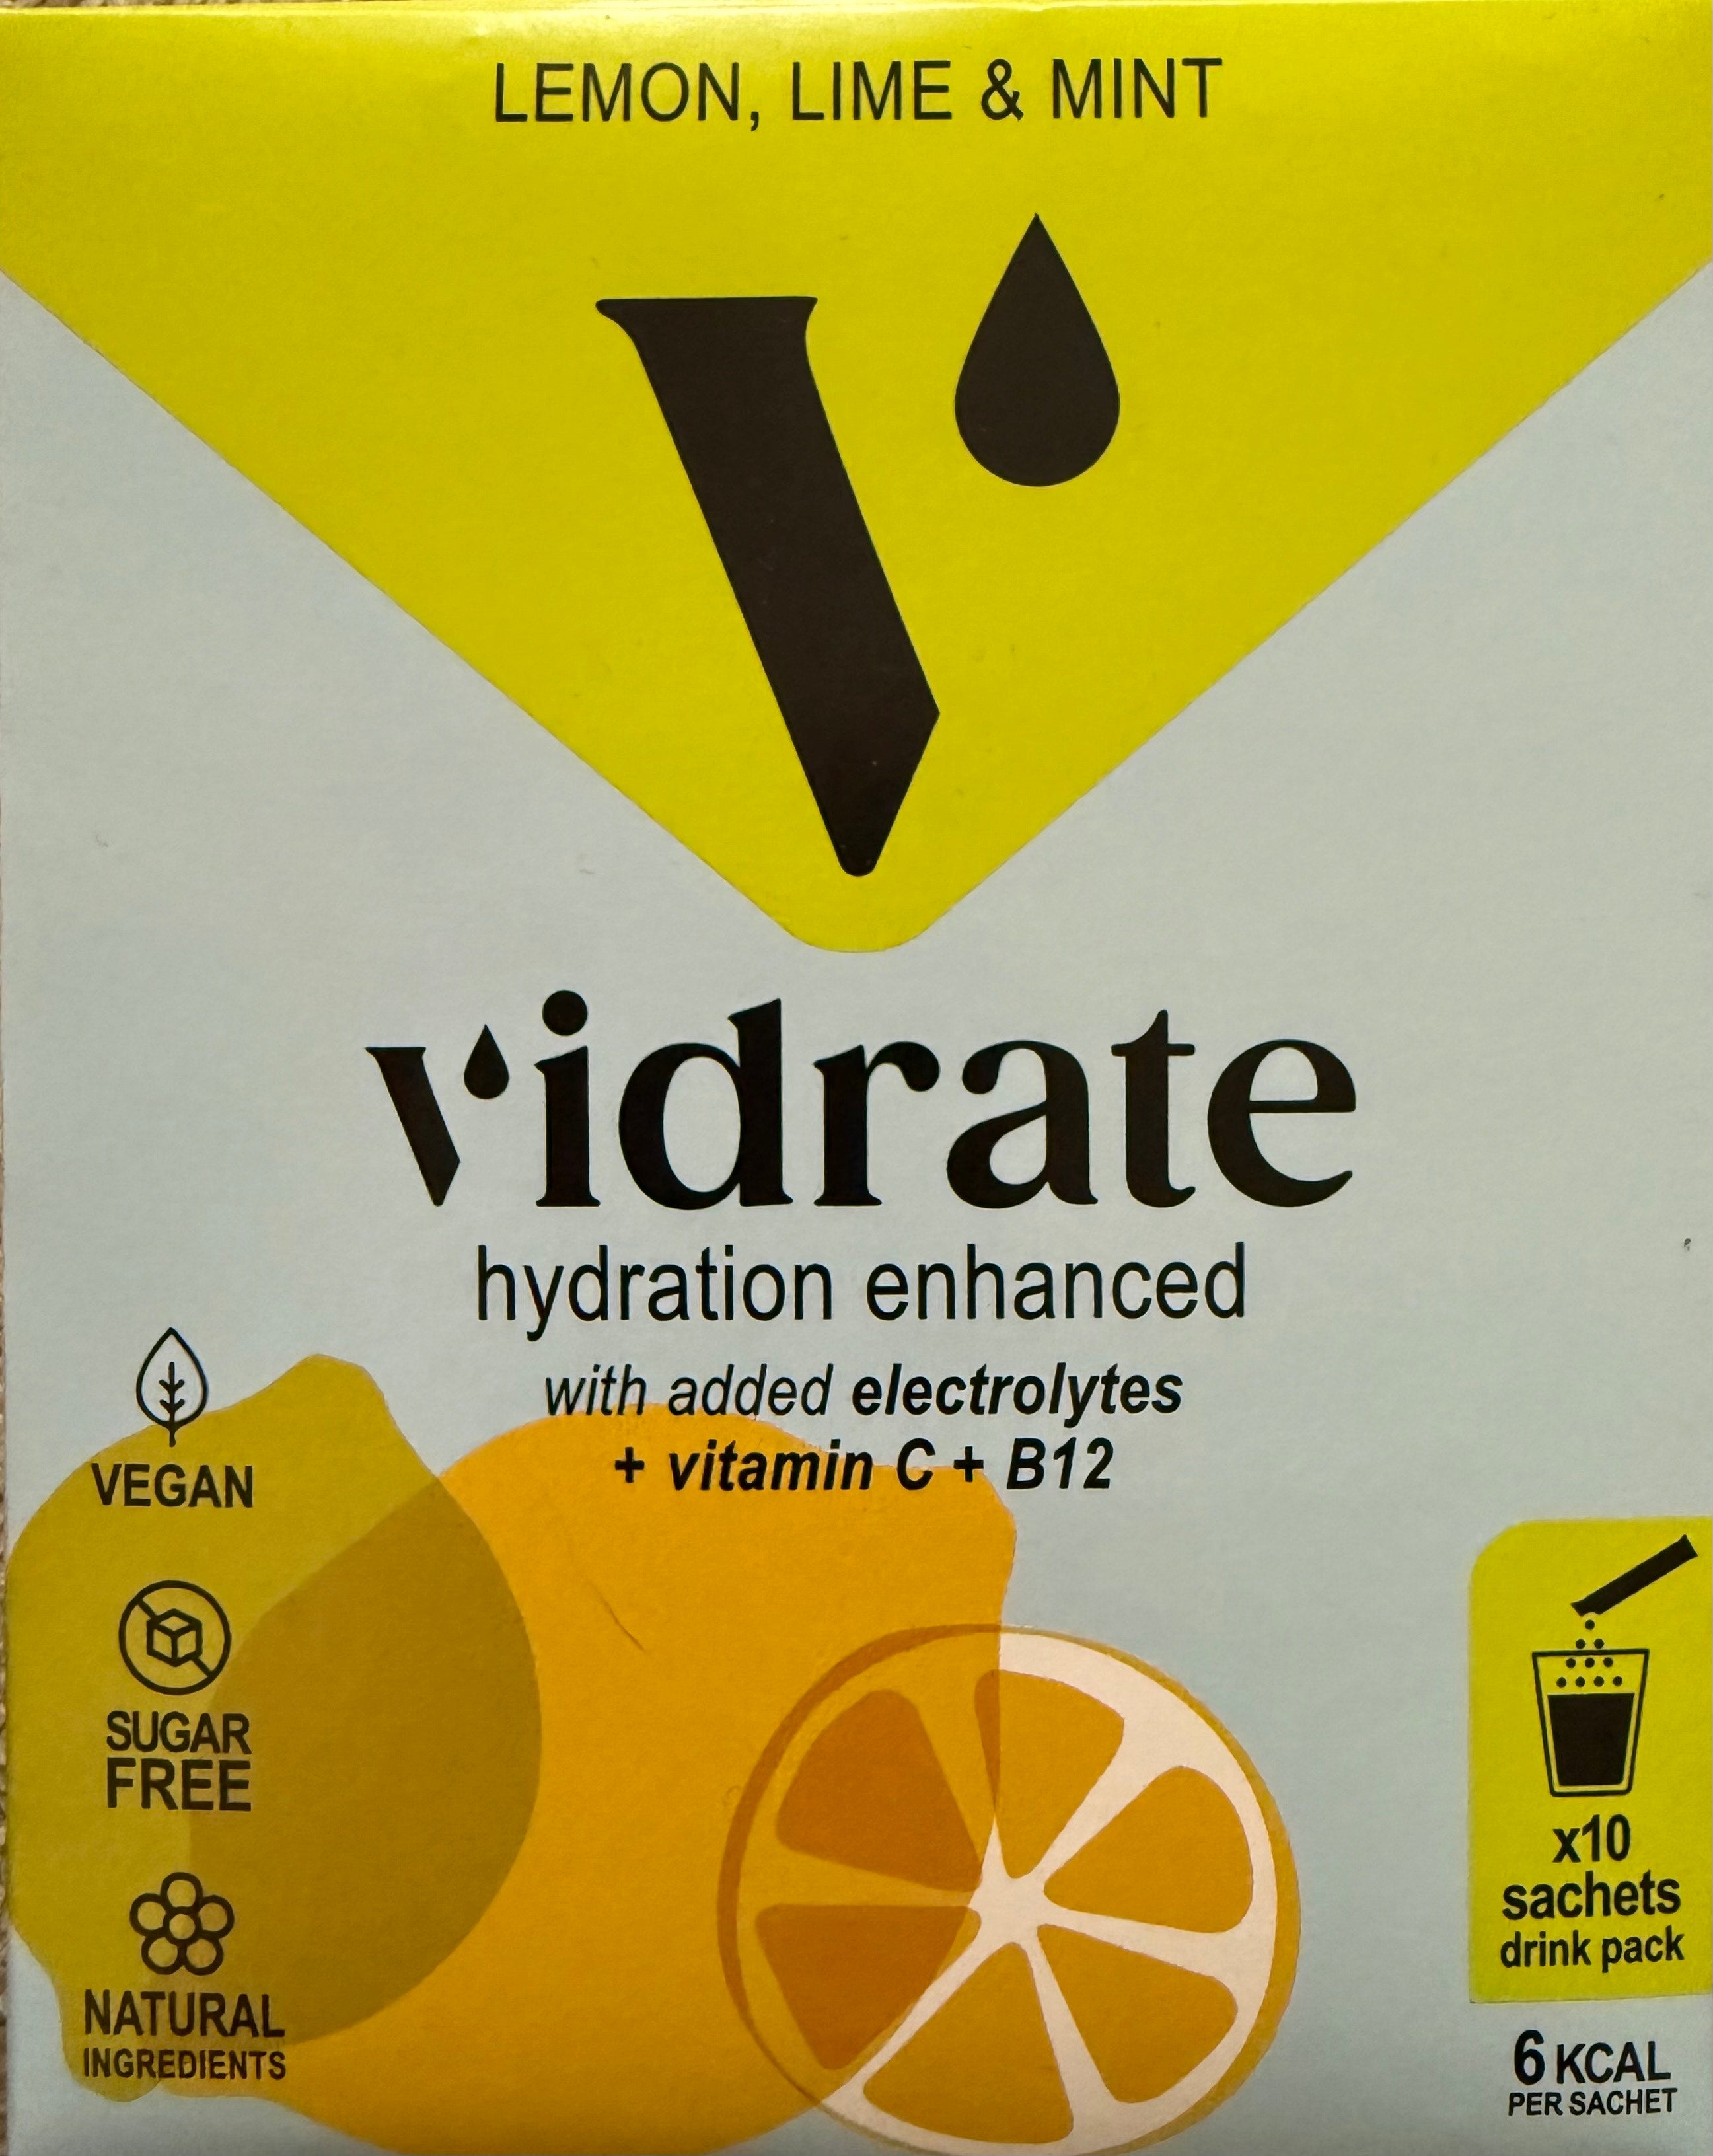 LEMON, LIME & MINT
V
vidrate
hydration enhanced
with added electrolytes
+ vitamin C + B12
VEGAN
SUGAR
FREE
NATURAL
INGREDIENTS
x10
sachets
drink pack
6 KCAL
PER SACHET